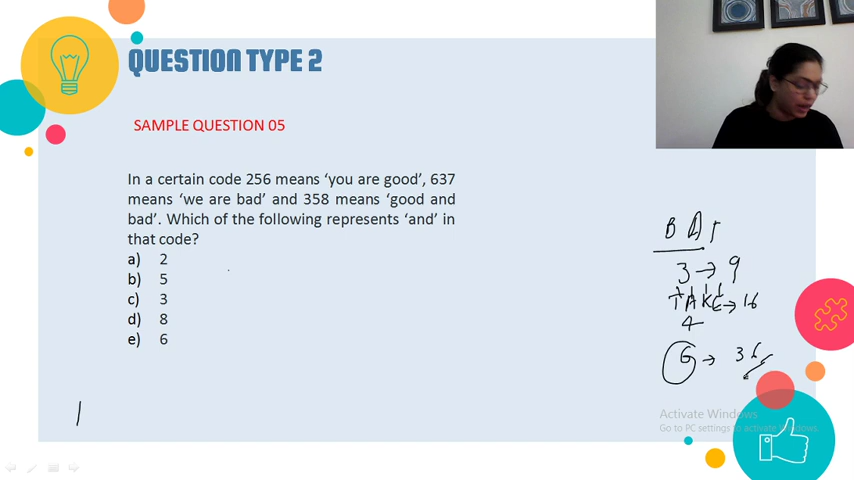 QUESTION TYPE 2
SAMPLE QUESTION 05
In a certain code 256 means ‘you are good’, 637
means ‘we are bad’ and 358 means ‘good and
bad’. Which of the following represents ‘and’ in
that code?
a) 2
b) 5
c) 3
d) 8
e) 6
BAT
3 → 9
TAKE → 16
4
6 → 36
Activate Windows
Go to PC settings to activate Windows.